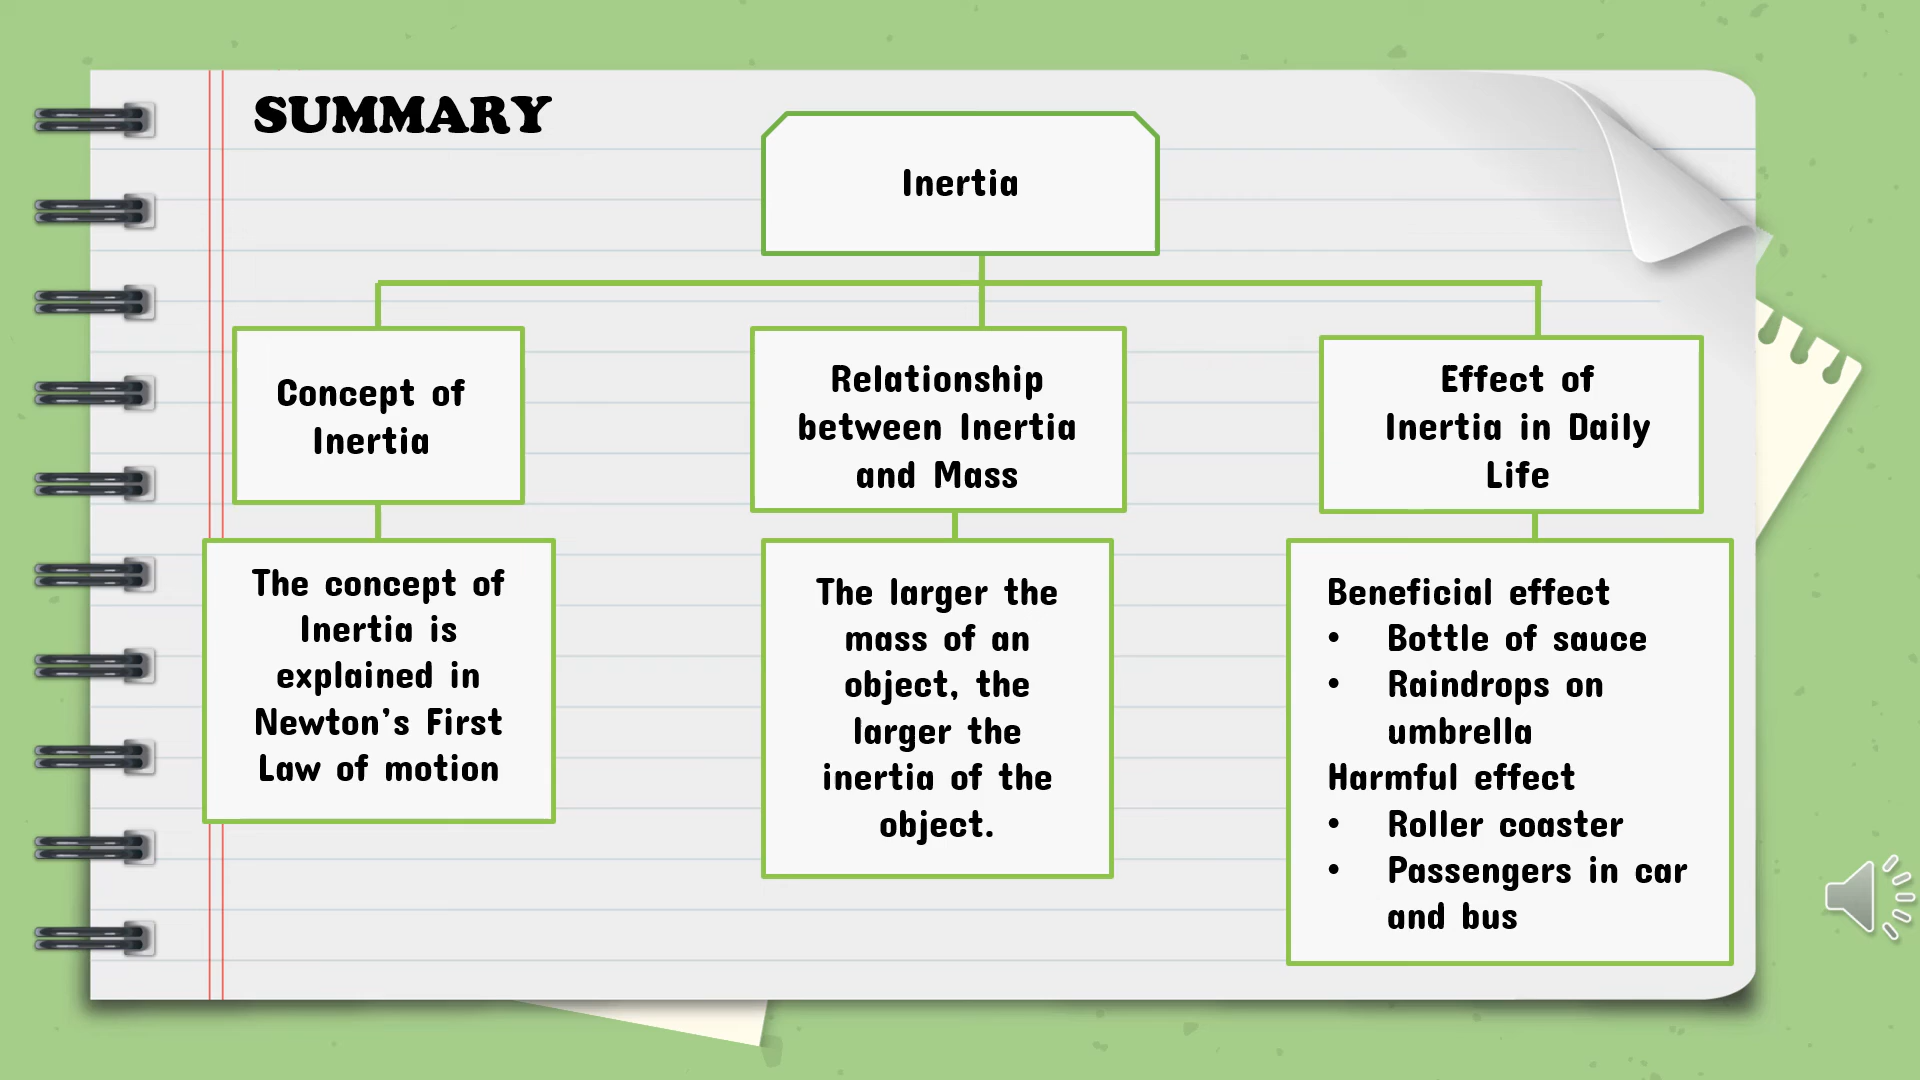 SUMMARY
Inertia
Concept of
Inertia
The concept of
Inertia is
explained in
Newton’s First
Law of motion
Relationship
between Inertia
and Mass
The larger the
mass of an
object, the
larger the
inertia of the
object.
Effect of
Inertia in Daily
Life
Beneficial effect
• Bottle of sauce
• Raindrops on
umbrella
Harmful effect
• Roller coaster
• Passengers in car
and bus